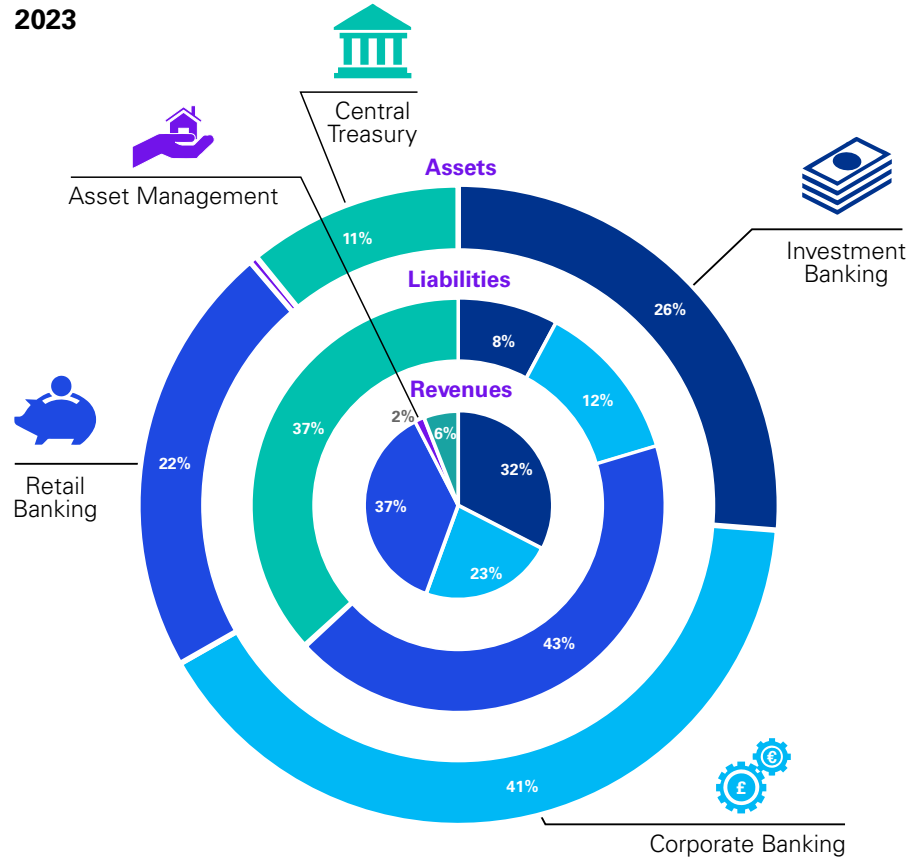 2023
Central
Treasury
Asset Management
Assets
Investment
Banking
11%
26%
Liabilities
8%
12%
37%
43%
Revenues
2%
6%
32%
37%
23%
22%
Retail
Banking
41%
£
€
Corporate Banking